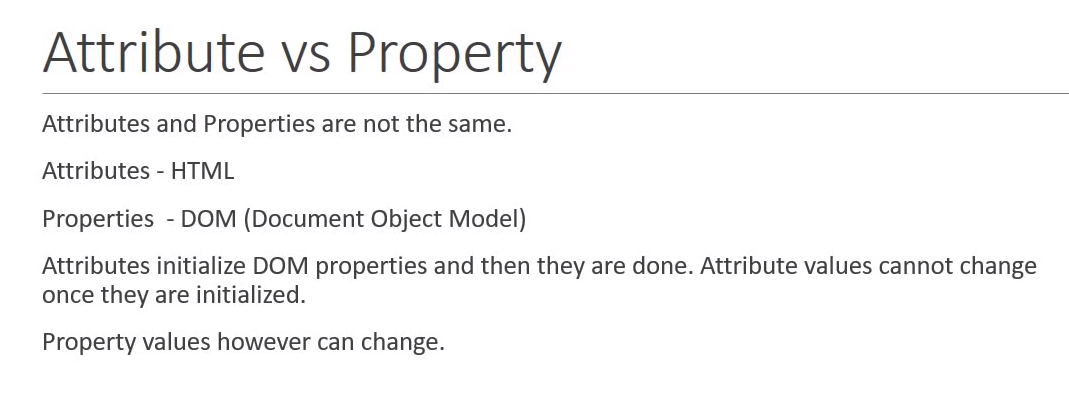 Attribute vs Property
Attributes and Properties are not the same.
Attributes - HTML
Properties  - DOM (Document Object Model)
Attributes initialize DOM properties and then they are done. Attribute values cannot change
once they are initialized.
Property values however can change.